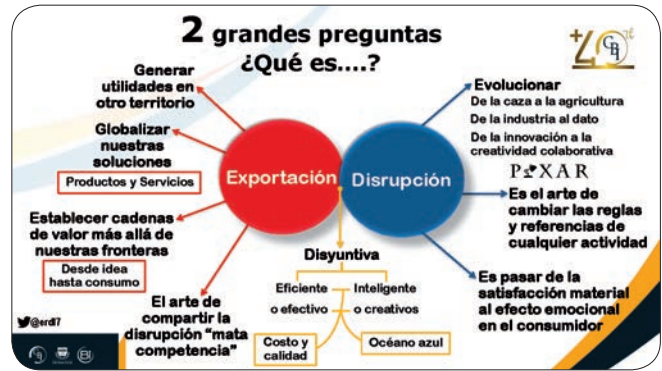 2 grandes preguntas
¿Qué es....?
Generar
utilidades en
otro territorio
Globalizar
nuestras
soluciones
Productos y Servicios
Establecer cadenas
de valor más allá de
nuestras fronteras
Desde idea
hasta consumo
El arte de
compartir la
disrupción “mata
competencia”
Exportación
Disrupción
Disyuntiva
Eficiente
Inteligente
o efectivo
o creativos
Costo y
calidad
Océano azul
Evolucionar
De la caza a la agricultura
De la industria al dato
De la innovación a la
creatividad colaborativa
PIXAR
Es el arte de
cambiar las reglas
y referencias de
cualquier actividad
Es pasar de la
satisfacción material
al efecto emocional
en el consumidor
@erdl7